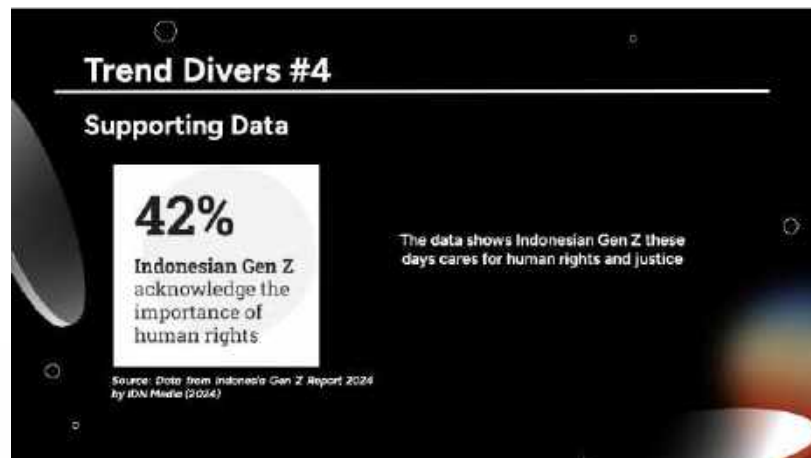 Trend Divers #4
Supporting Data
42%
Indonesian Gen Z
acknowledge the
importance of
human rights
Source: Data from Indonesia Gen Z Report 2024
by IDN Media (2024)
The data shows Indonesian Gen Z these
days cares for human rights and justice